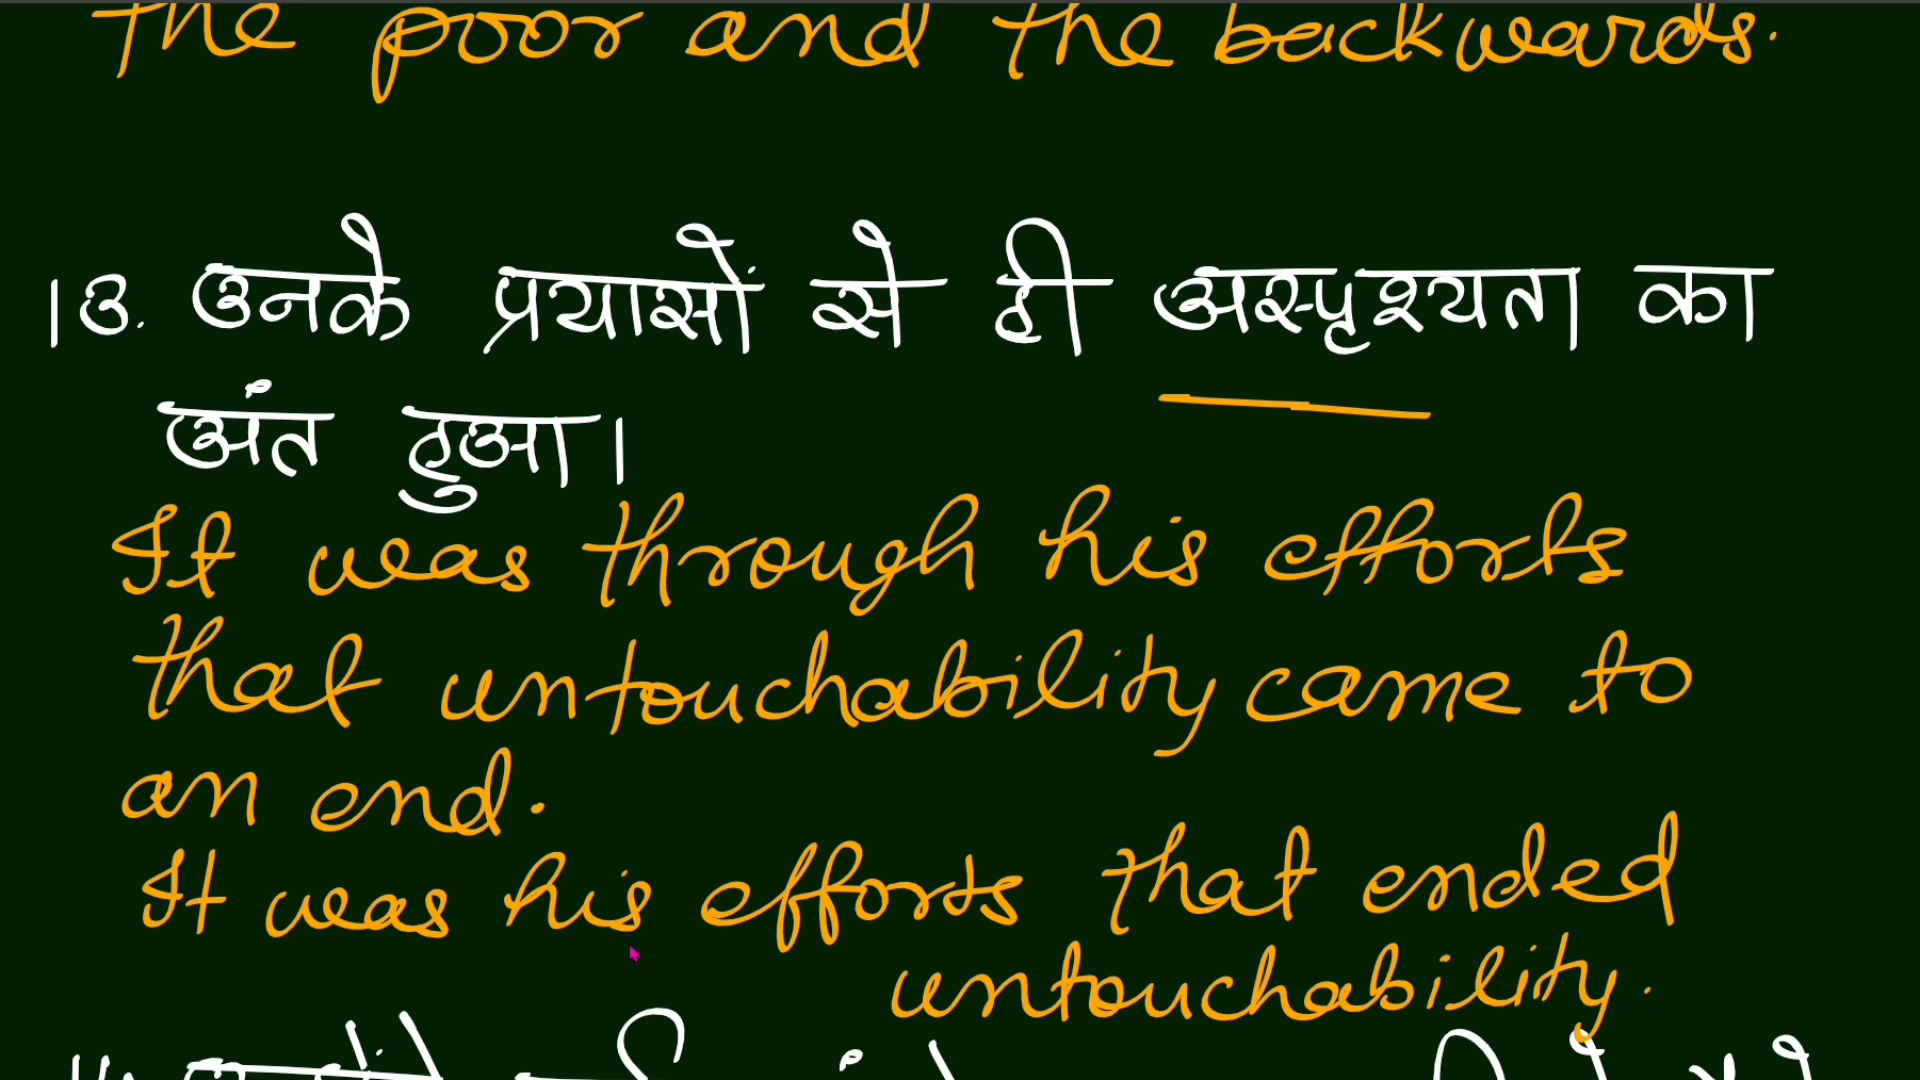 the poor and the backwards.
13. उनके प्रयासों से ही अस्पृश्यता का
अंत हुआ।
It was through his efforts
that untouchability came to
an end.
It was his efforts that ended
untouchability.